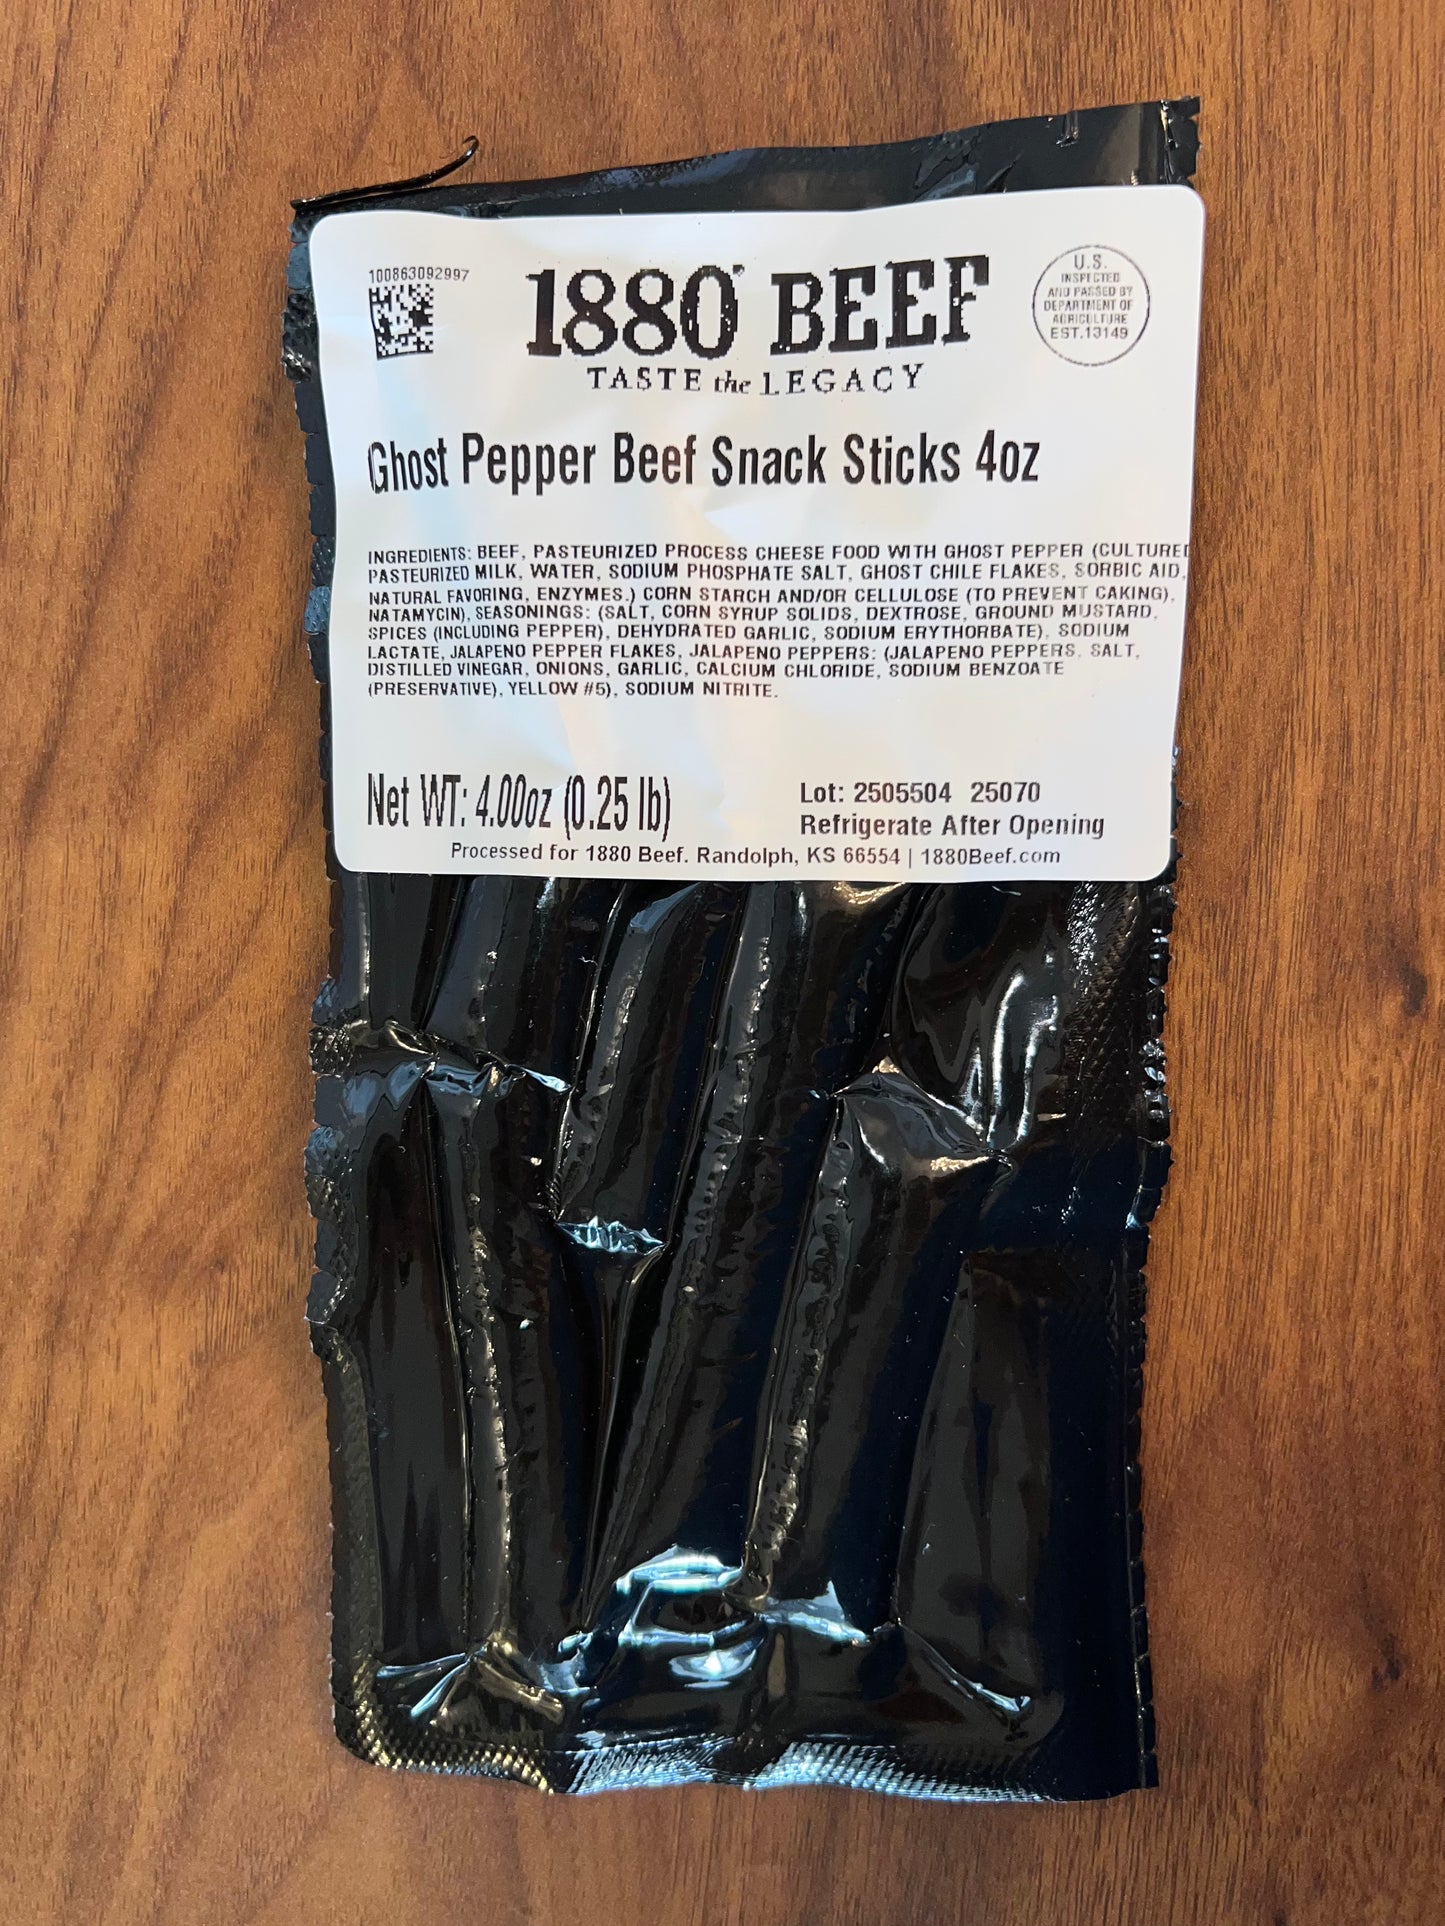 100863092997
1880 BEEF
TASTE the LEGACY
U.S.
INSPECTED
AND PASSED BY
DEPARTMENT OF
AGRICULTURE
EST.13149
Ghost Pepper Beef Snack Sticks 4oz
INGREDIENTS: BEEF, PASTEURIZED PROCESS CHEESE FOOD WITH GHOST PEPPER (CULTURED
PASTEURIZED MILK, WATER, SODIUM PHOSPHATE SALT, GHOST CHILE FLAKES, SORBIC AID,
NATURAL FAVORING, ENZYMES.) CORN STARCH AND/OR CELLULOSE (TO PREVENT CAKING),
NATAMYCIN), SEASONINGS: (SALT, CORN SYRUP SOLIDS, DEXTROSE, GROUND MUSTARD,
SPICES (INCLUDING PEPPER), DEHYDRATED GARLIC, SODIUM ERYTHORBATE), SODIUM
LACTATE, JALAPENO PEPPER FLAKES, JALAPENO PEPPERS: (JALAPENO PEPPERS, SALT,
DISTILLED VINEGAR, ONIONS, GARLIC, CALCIUM CHLORIDE, SODIUM BENZOATE
(PRESERVATIVE), YELLOW #5), SODIUM NITRITE.
Net WT: 4.00oz (0.25 lb)
Lot: 2505504 25070
Refrigerate After Opening
Processed for 1880 Beef. Randolph, KS 66554 | 1880Beef.com